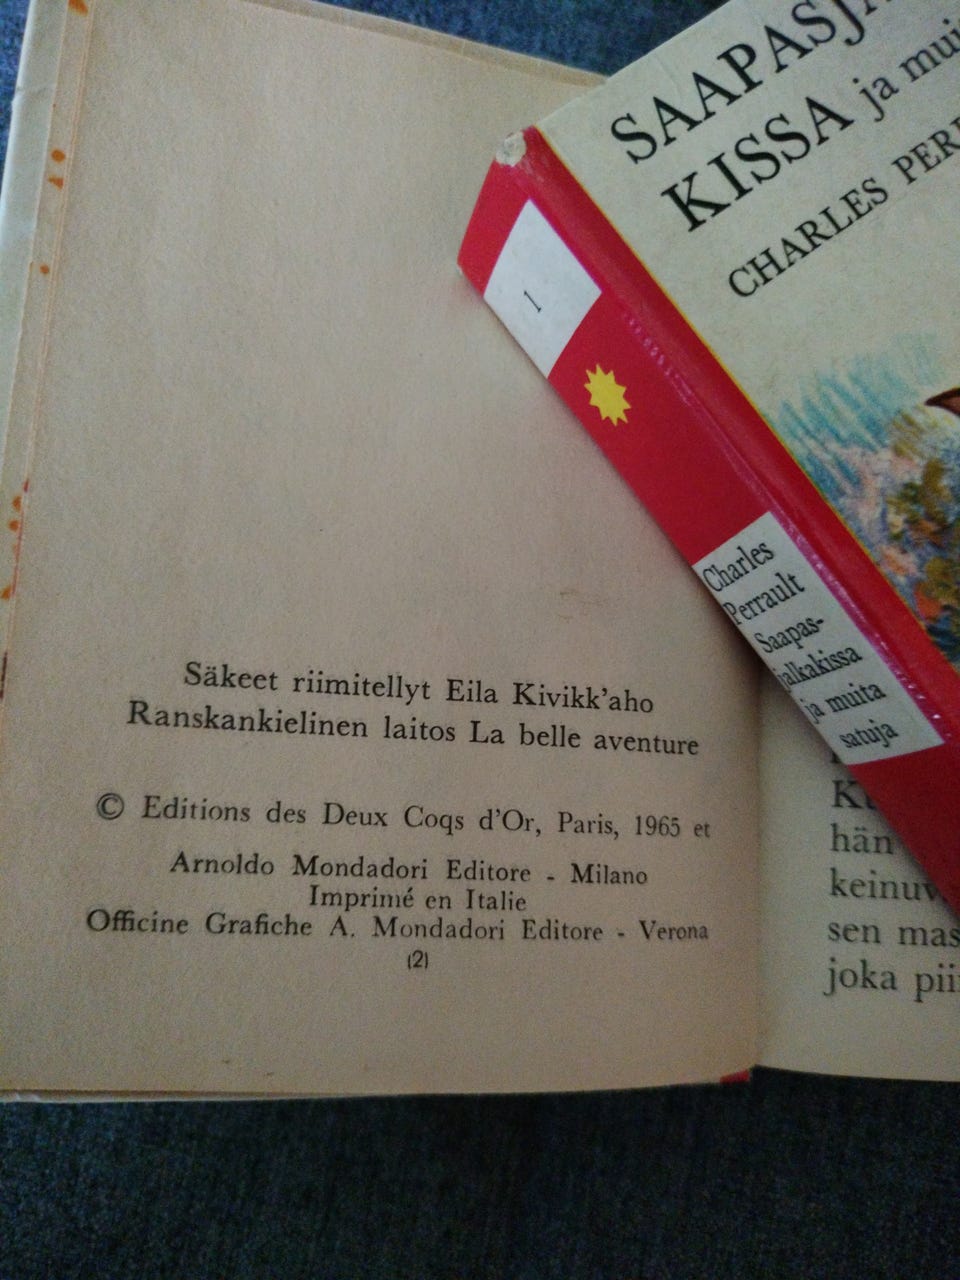 SAAPASJA
KISSA ja mui
CHARLES PER
1
Charles
Perrault
Saapas-
jalkakissa
ja muita
satuja
Säkeet riimitellyt Eila Kivikk'aho
Ranskankielinen laitos La belle aventure
© Editions des Deux Coqs d'Or, Paris, 1965 et
Arnoldo Mondadori Editore - Milano
Imprimé en Italie
Officine Grafiche A. Mondadori Editore - Verona
(2)
hän
keinuv
sen mas
joka pii